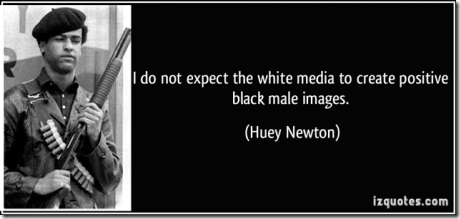 I do not expect the white media to create positive
black male images.
(Huey Newton)
izquotes.com